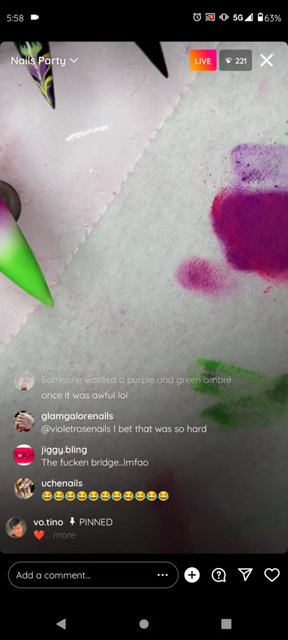 5:58
5G
63%
Nails Party
LIVE
221
Someone wanted a purple and green ombre
once it was awful lol
glamgalorenails
@violetrosenails I bet that was so hard
jiggy.bling
The fucken bridge...lmfao
uchenails
😂😂😂😂😂😂😂😂😂😂😂
vo.tino PINNED
❤️... more
Add a comment...